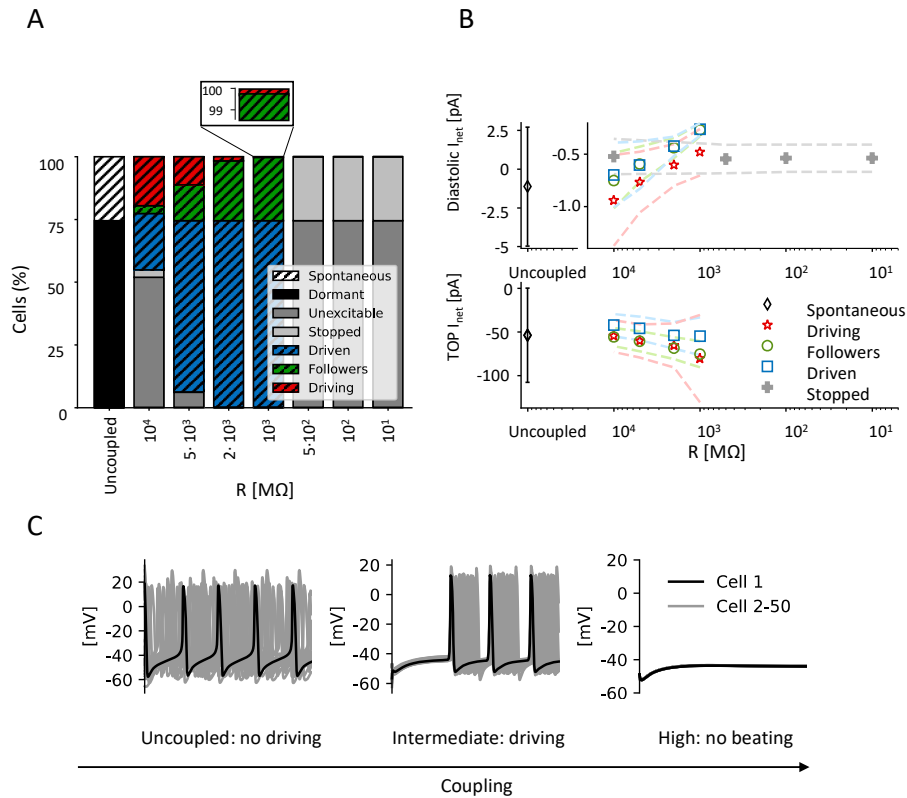 A
B
100
99
100
75
50
25
0
Cells (%)
Spontaneous
Dormant
Unexcitable
Stopped
Driven
Followers
Driving
Uncoupled
10⁴
5·10³
2·10³
10³
5·10²
10²
10¹
R [MΩ]
Diastolic I_net [pA]
2.5
0
-2.5
-5
-0.5
-1.0
Uncoupled
10⁴
10³
10²
10¹
TOP I_net [pA]
0
-50
-100
Spontaneous
Driving
Followers
Driven
Stopped
Uncoupled
10⁴
10³
10²
10¹
R [MΩ]
C
[mV]
20
0
-20
-40
-60
[mV]
20
0
-20
-40
-60
[mV]
20
0
-20
-40
-60
Cell 1
Cell 2-50
Uncoupled: no driving
Intermediate: driving
High: no beating
Coupling